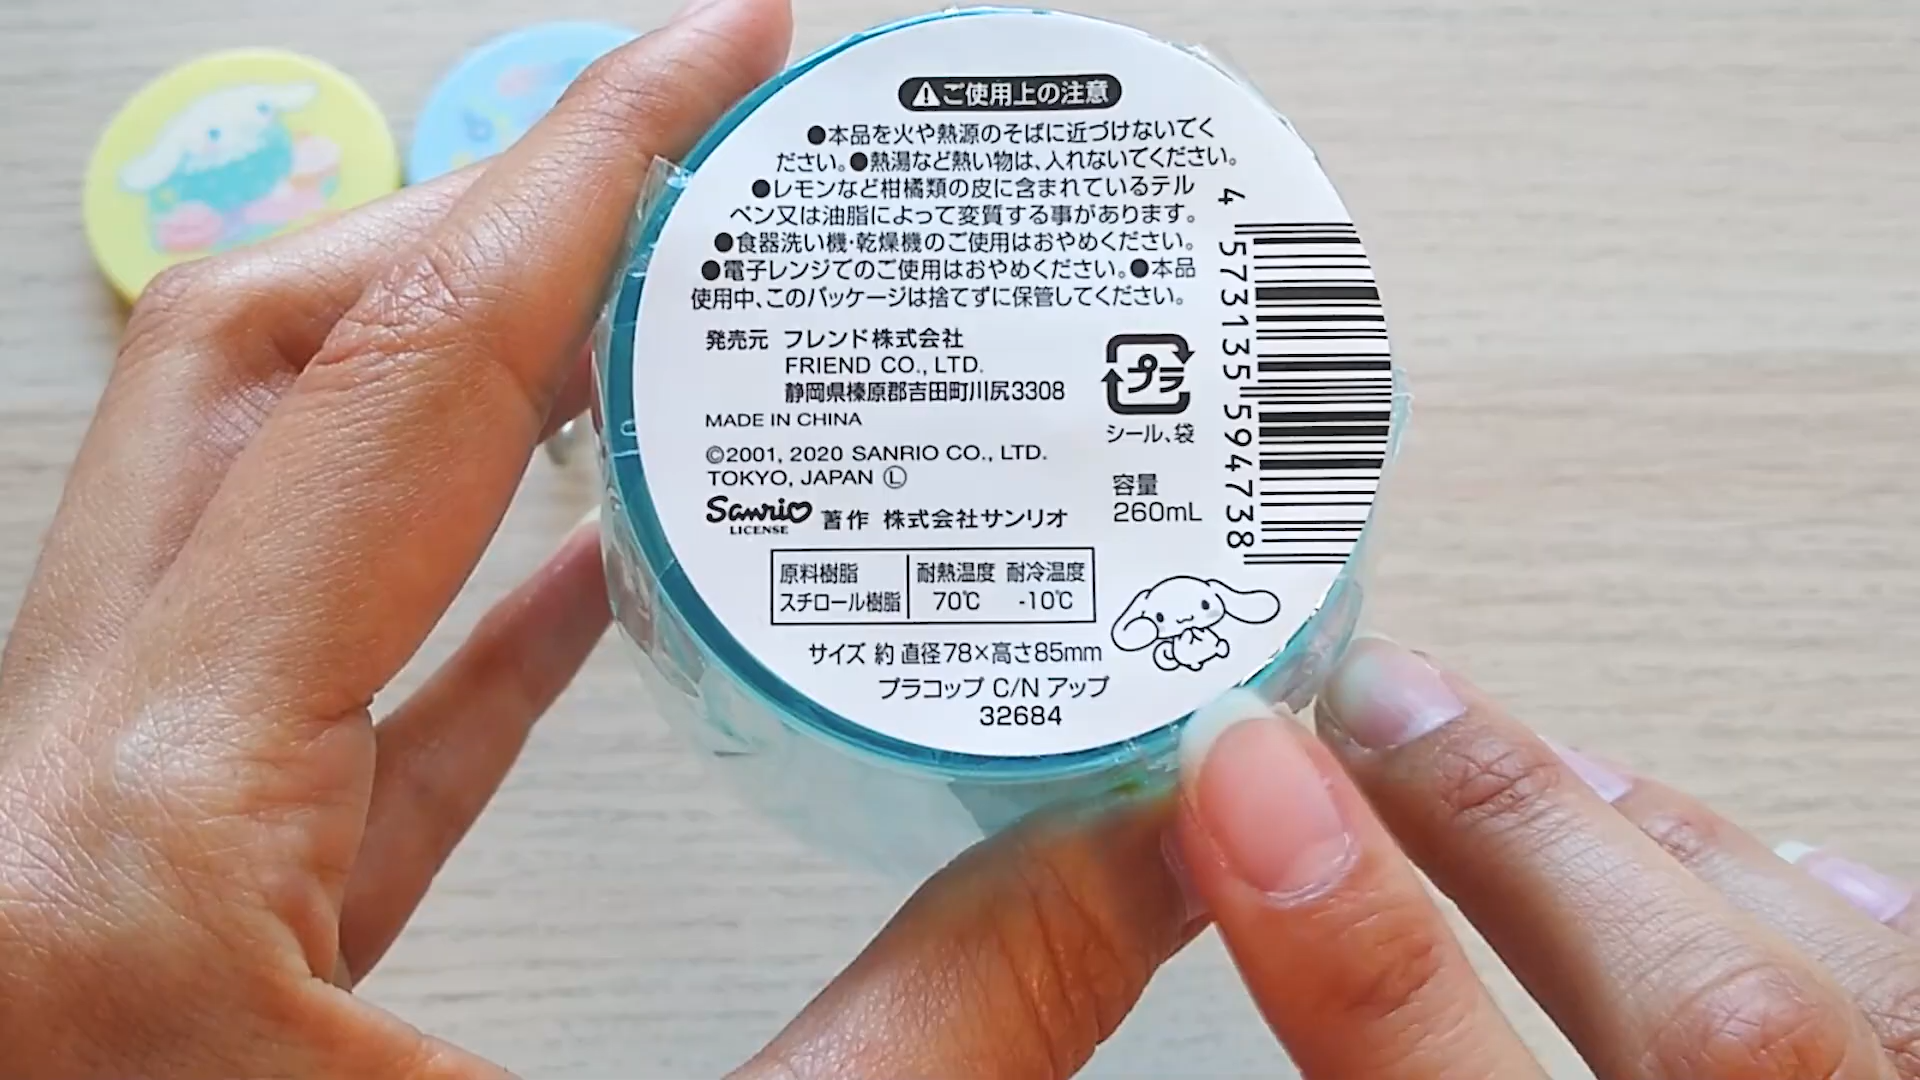 ⚠ご使用上の注意
●本品を火や熱源のそばに近づけないでく
ださい。●熱湯など熱い物は、入れないでください。
●レモンなど柑橘類の皮に含まれているテル
ペン又は油脂によって変質する事があります。
●食器洗い機・乾燥機のご使用はおやめください。
●電子レンジでのご使用はおやめください。●本品
使用中、このパッケージは捨てずに保管してください。
発売元 フレンド株式会社
FRIEND CO., LTD.
静岡県榛原郡吉田町川尻3308
MADE IN CHINA
©2001, 2020 SANRIO CO., LTD.
TOKYO, JAPAN Ⓛ
Sanrio
LICENSE
著作 株式会社サンリオ
プラ
シール、袋
容量
260mL
4 573135 594738
原料樹脂 耐熱温度 耐冷温度
スチロール樹脂 70℃ -10℃
サイズ 約 直径78×高さ85mm
プラコップ C/N アップ
32684